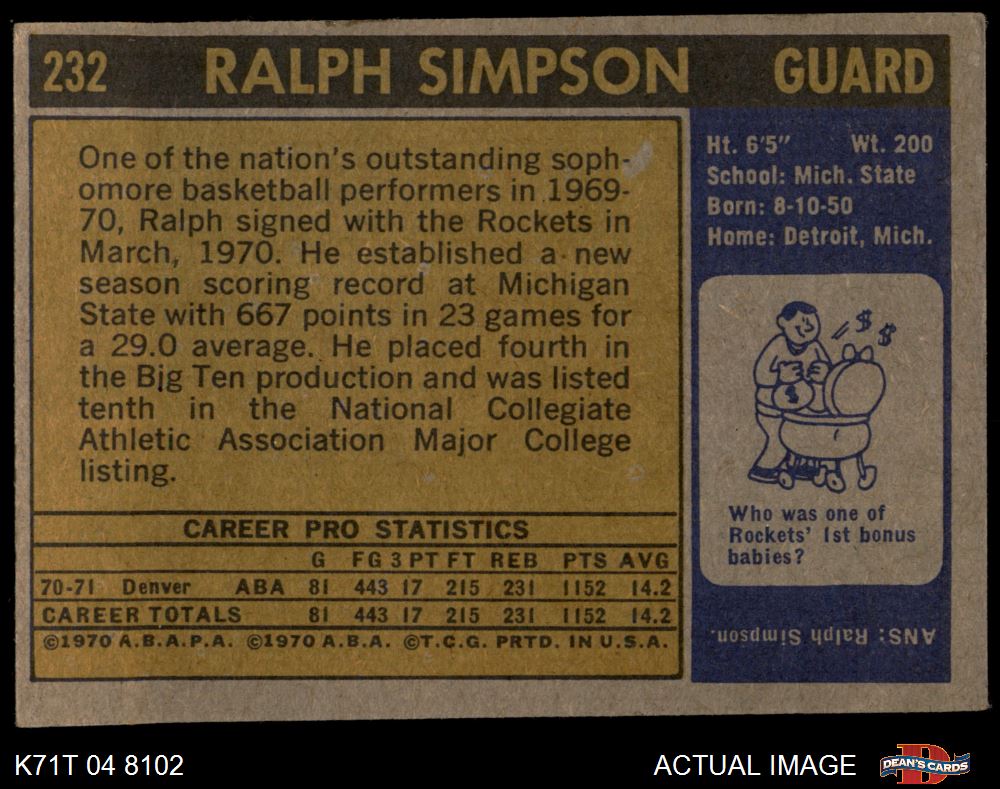 232 RALPH SIMPSON GUARD
One of the nation's outstanding soph-
omore basketball performers in 1969-
70, Ralph signed with the Rockets in
March, 1970. He established a new
season scoring record at Michigan
State with 667 points in 23 games for
a 29.0 average. He placed fourth in
the Big Ten production and was listed
tenth in the National Collegiate
Athletic Association Major College
listing.
CAREER PRO STATISTICS
G FG 3 PT FT REB PTS AVG
70-71 Denver ABA 81 443 17 215 231 1152 14.2
CAREER TOTALS 81 443 17 215 231 1152 14.2
©1970 A.B.A.P.A. ©1970 A.B.A. ©T.C.G. PRTD. IN U.S.A.
Ht. 6'5" Wt. 200
School: Mich. State
Born: 8-10-50
Home: Detroit, Mich.
$ $
$
Who was one of
Rockets' 1st bonus
babies?
ANS: Ralph Simpson.
K71T 04 8102
ACTUAL IMAGE
DEAN'S CARDS